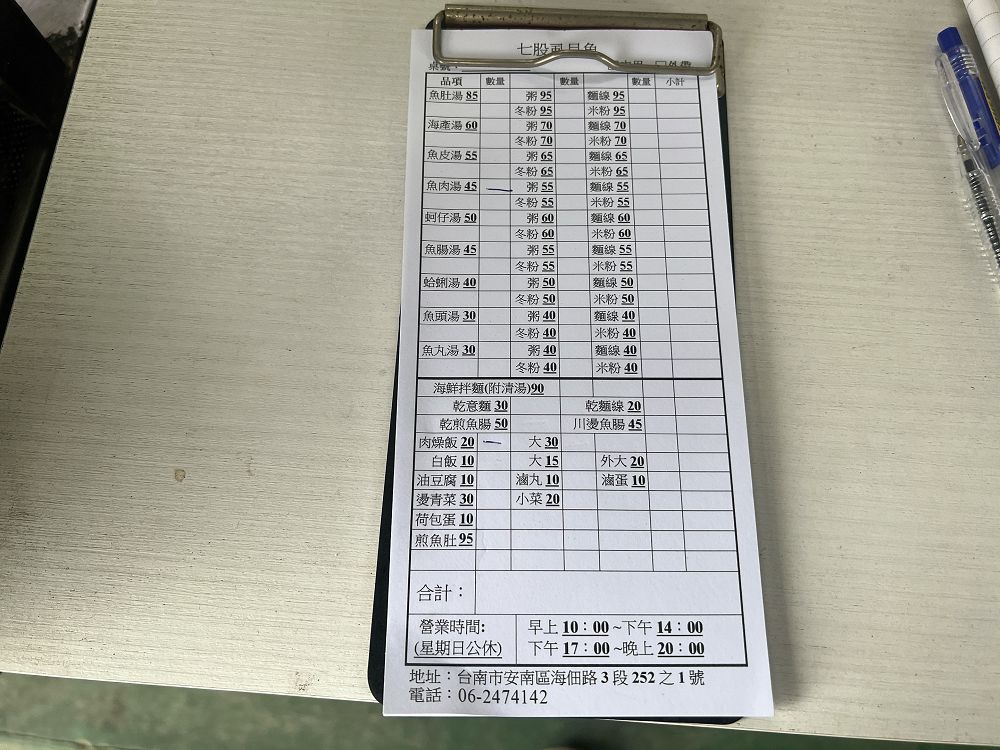 七股虱目魚
桌號：
品項 數量 數量 數量 小計
魚肚湯 85 粥 95 麵線 95
冬粉 95 米粉 95
海產湯 60 粥 70 麵線 70
冬粉 70 米粉 70
魚皮湯 55 粥 65 麵線 65
冬粉 65 米粉 65
魚肉湯 45 一 粥 55 麵線 55
冬粉 55 米粉 55
蚵仔湯 50 粥 60 麵線 60
冬粉 60 米粉 60
魚腸湯 45 粥 55 麵線 55
冬粉 55 米粉 55
蛤蜊湯 40 粥 50 麵線 50
冬粉 50 米粉 50
魚頭湯 30 粥 40 麵線 40
冬粉 40 米粉 40
魚丸湯 30 粥 40 麵線 40
冬粉 40 米粉 40
海鮮拌麵(附清湯)90
乾意麵 30 乾麵線 20
乾煎魚腸 50 川燙魚腸 45
肉燥飯 20 一 大 30
白飯 10 大 15 外大 20
油豆腐 10 滷丸 10 滷蛋 10
燙青菜 30 小菜 20
荷包蛋 10
煎魚肚 95
合計：
營業時間: 早上 10：00 ~下午 14：00
(星期日公休) 下午 17：00 ~晚上 20：00
地址：台南市安南區海佃路 3 段 252 之 1 號
電話：06-2474142